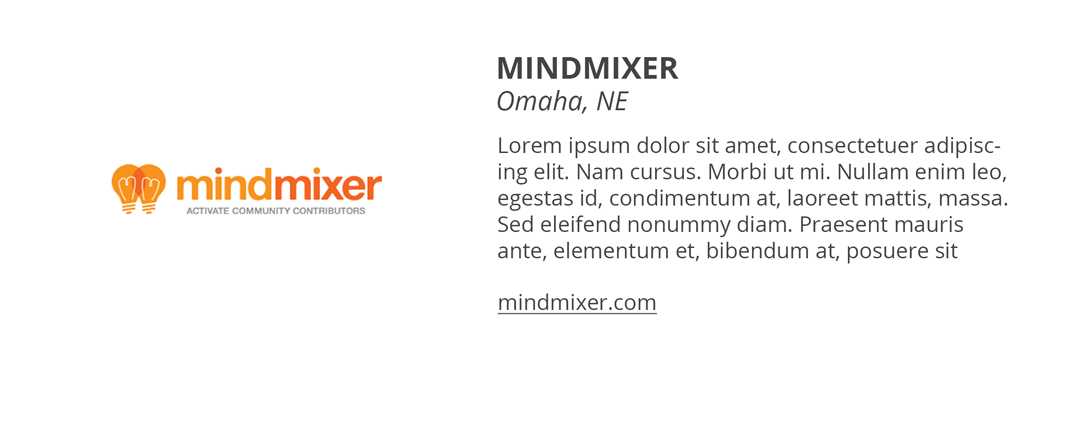 mindmixer
ACTIVATE COMMUNITY CONTRIBUTORS
MINDMIXER
Omaha, NE
Lorem ipsum dolor sit amet, consectetuer adipisc-
ing elit. Nam cursus. Morbi ut mi. Nullam enim leo,
egestas id, condimentum at, laoreet mattis, massa.
Sed eleifend nonummy diam. Praesent mauris
ante, elementum et, bibendum at, posuere sit
mindmixer.com